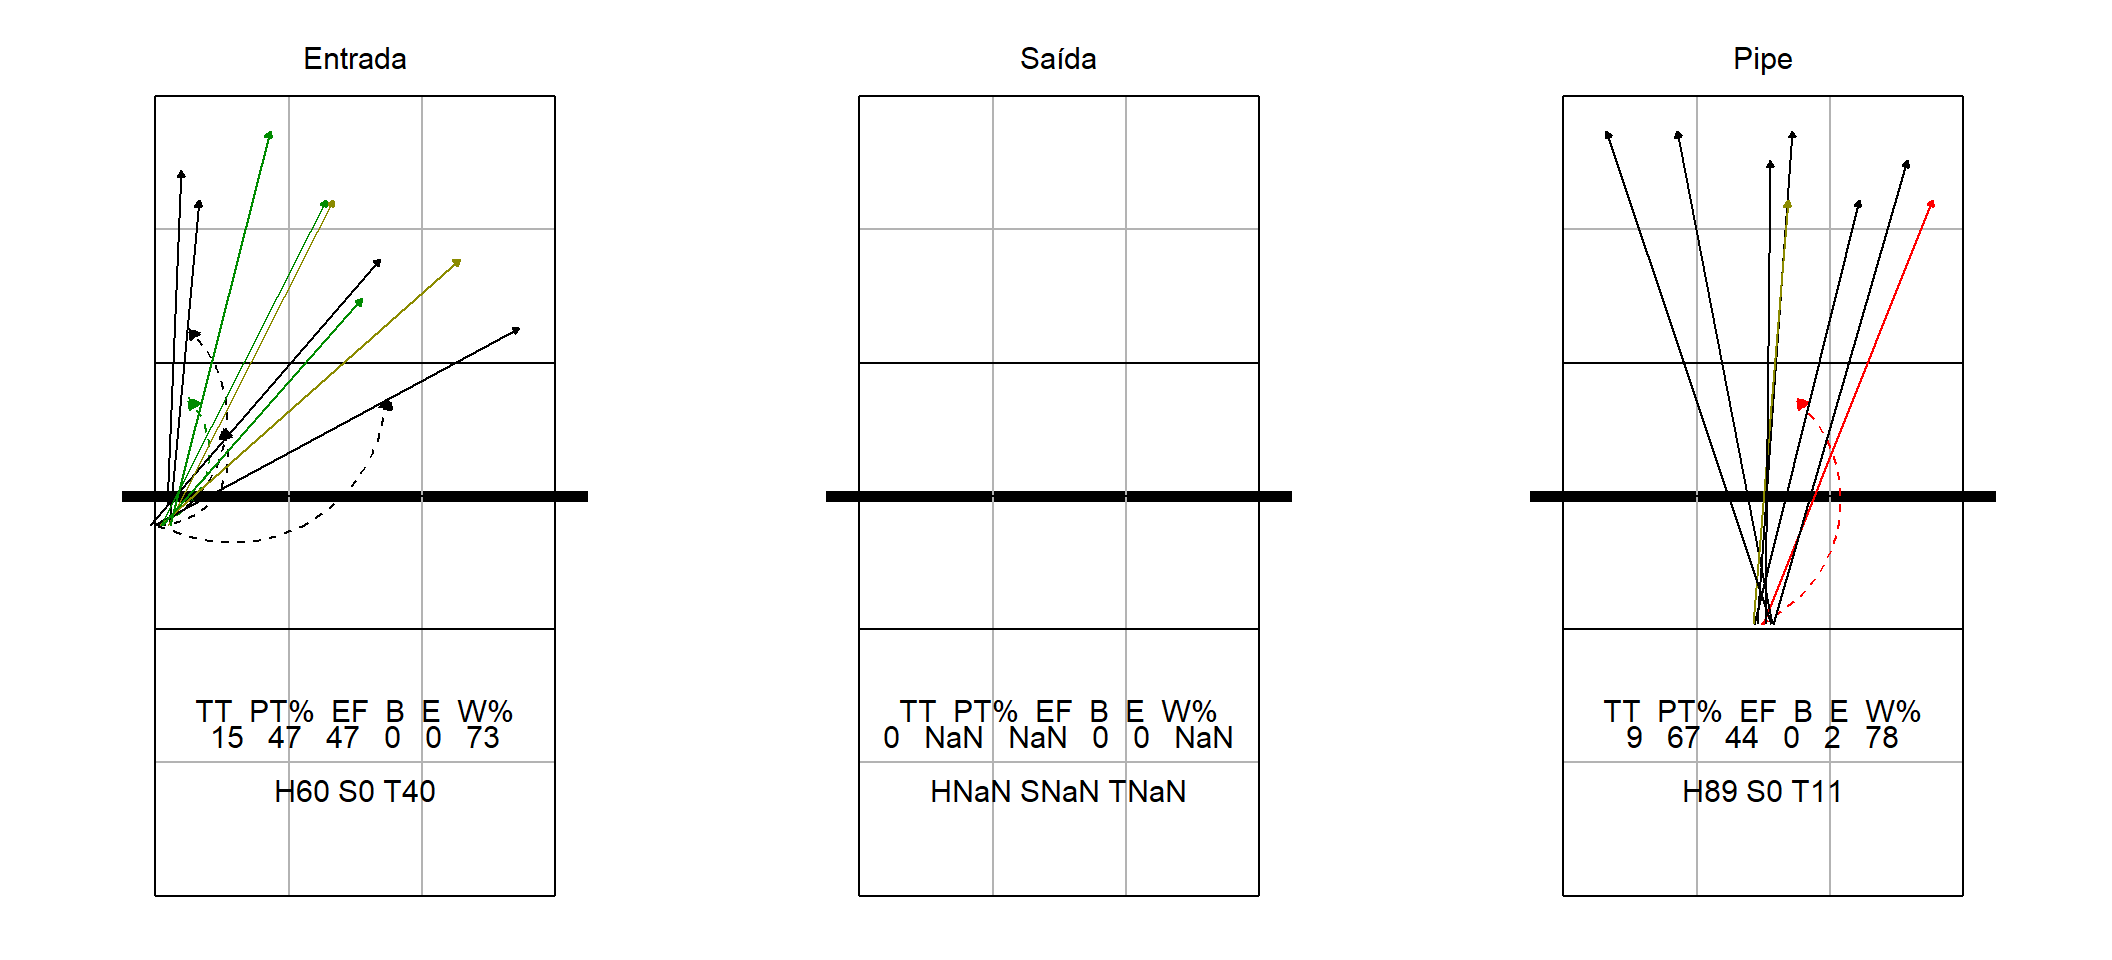 Entrada
TT PT% EF B E W%
15 47 47 0 0 73
H60 S0 T40
Saída
TT PT% EF B E W%
0 NaN NaN 0 0 NaN
HNaN SNaN TNaN
Pipe
TT PT% EF B E W%
9 67 44 0 2 78
H89 S0 T11